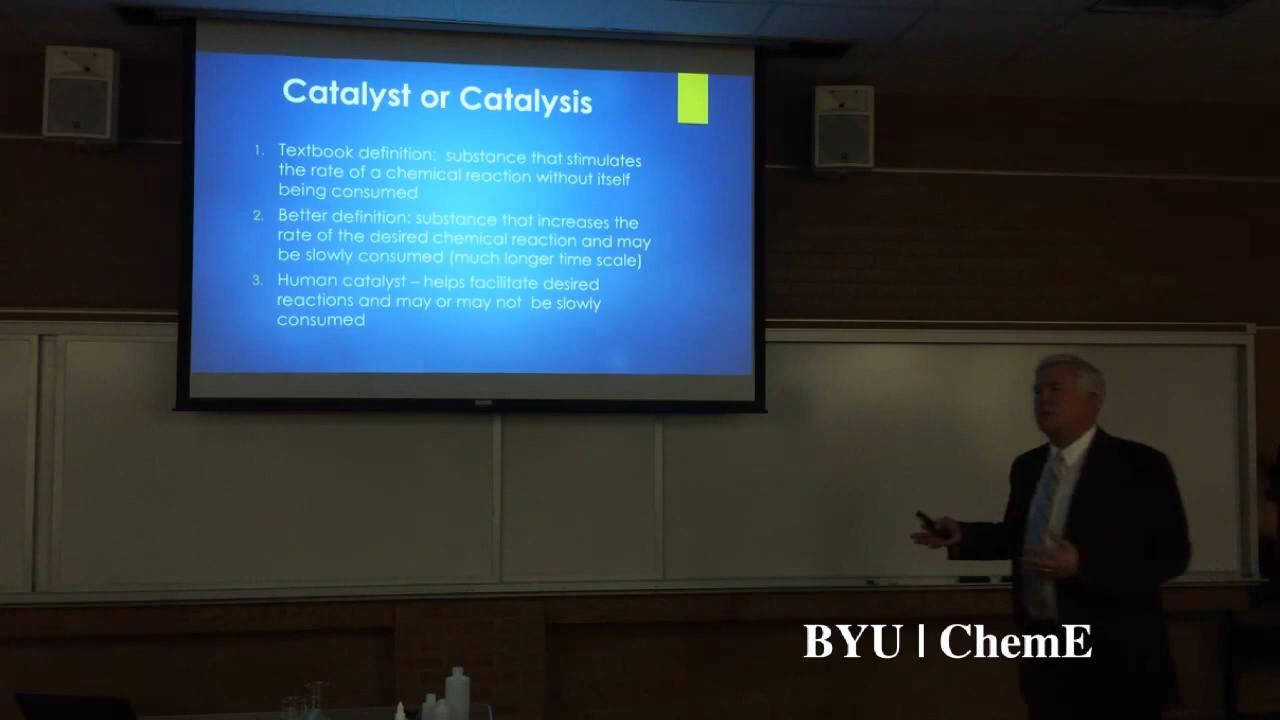 Catalyst or Catalysis
1. Textbook definition: substance that stimulates
the rate of a chemical reaction without itself
being consumed
2. Better definition: substance that increases the
rate of the desired chemical reaction and may
be slowly consumed (much longer time scale)
3. Human catalyst – helps facilitate desired
reactions and may or may not be slowly
consumed
BYU | ChemE